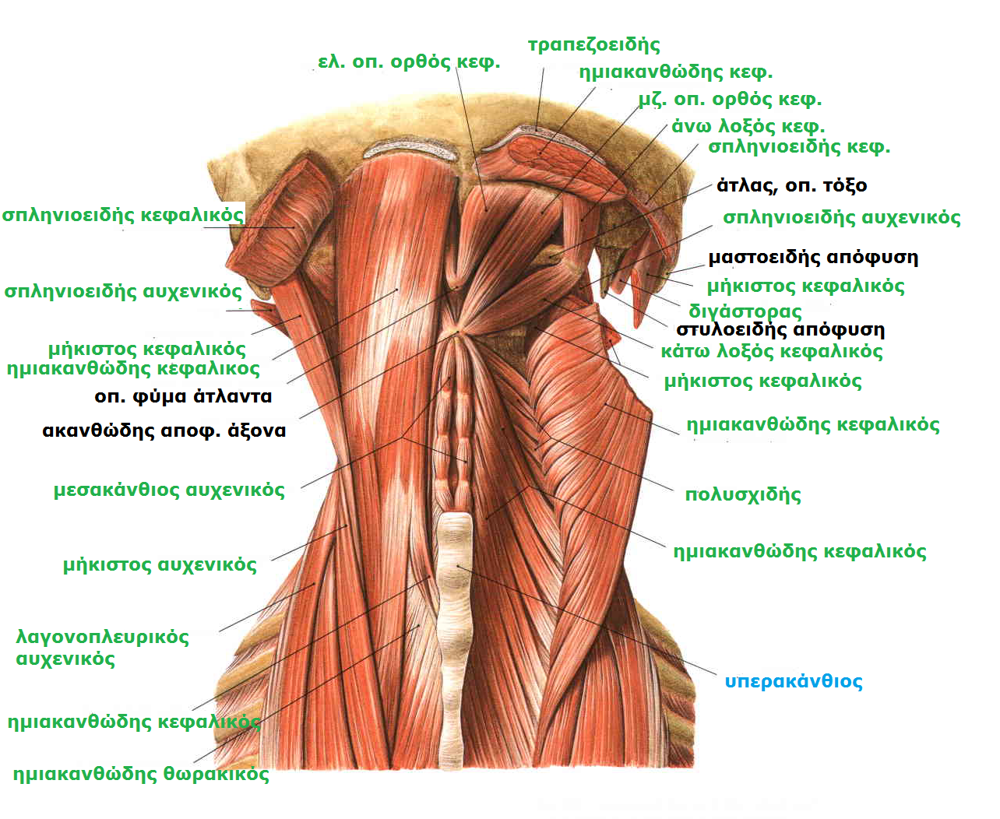 τραπεζοειδής
ελ. οπ. ορθός κεφ.
ημιακανθώδης κεφ.
μζ. οπ. ορθός κεφ.
άνω λοξός κεφ.
σπληνιοειδής κεφ.
άτλας, οπ. τόξο
σπληνιοειδής κεφαλικός
σπληνιοειδής αυχενικός
μαστοειδής απόφυση
μήκιστος κεφαλικός
σπληνιοειδής αυχενικός
διγάστορας
στυλοειδής απόφυση
μήκιστος κεφαλικός
κάτω λοξός κεφαλικός
ημιακανθώδης κεφαλικος
μήκιστος κεφαλικός
οπ. φύμα άτλαντα
ημιακανθώδης κεφαλικός
ακανθώδης αποφ. άξονα
μεσακάνθιος αυχενικός
πολυσχιδής
ημιακανθώδης κεφαλικός
μήκιστος αυχενικός
λαγονοπλευρικός
αυχενικός
υπερακάνθιος
ημιακανθώδης κεφαλικός
ημιακανθώδης θωρακικός